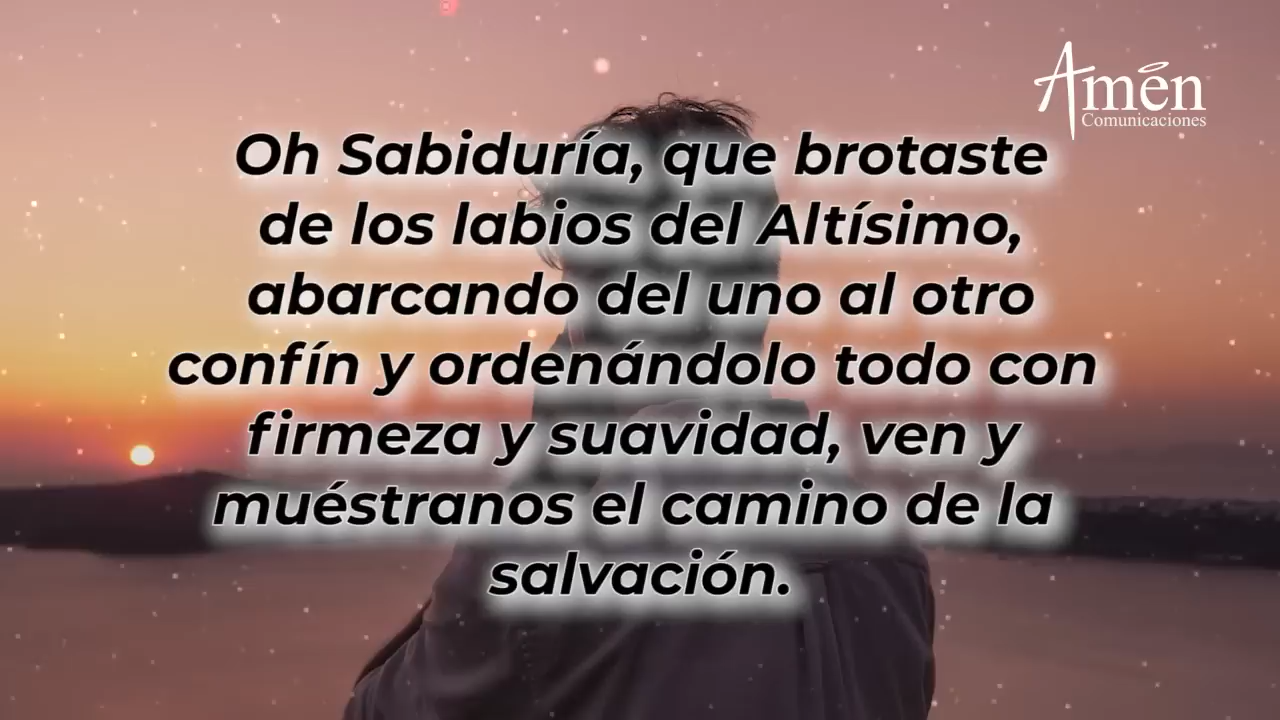 Amén
Comunicaciones
Oh Sabiduría, que brotaste
de los labios del Altísimo,
abarcando del uno al otro
confín y ordenándolo todo con
firmeza y suavidad, ven y
muéstranos el camino de la
salvación.